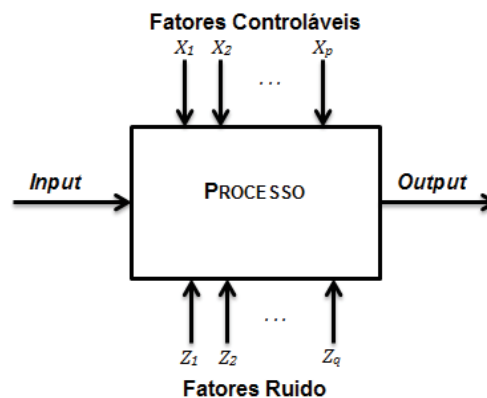 Fatores Controláveis
X1 X2 ... Xp
Input PROCESSO Output
Z1 Z2 ... Zq
Fatores Ruido